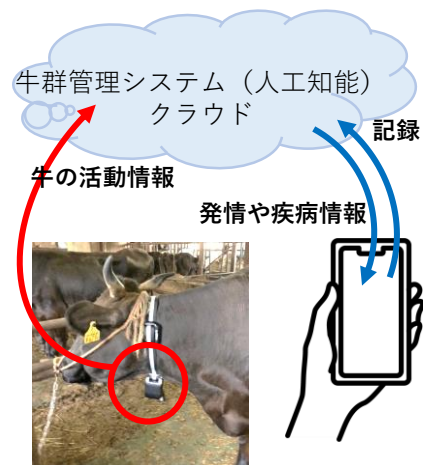 牛群管理システム（人工知能）
クラウド
記録
牛の活動情報
発情や疾病情報